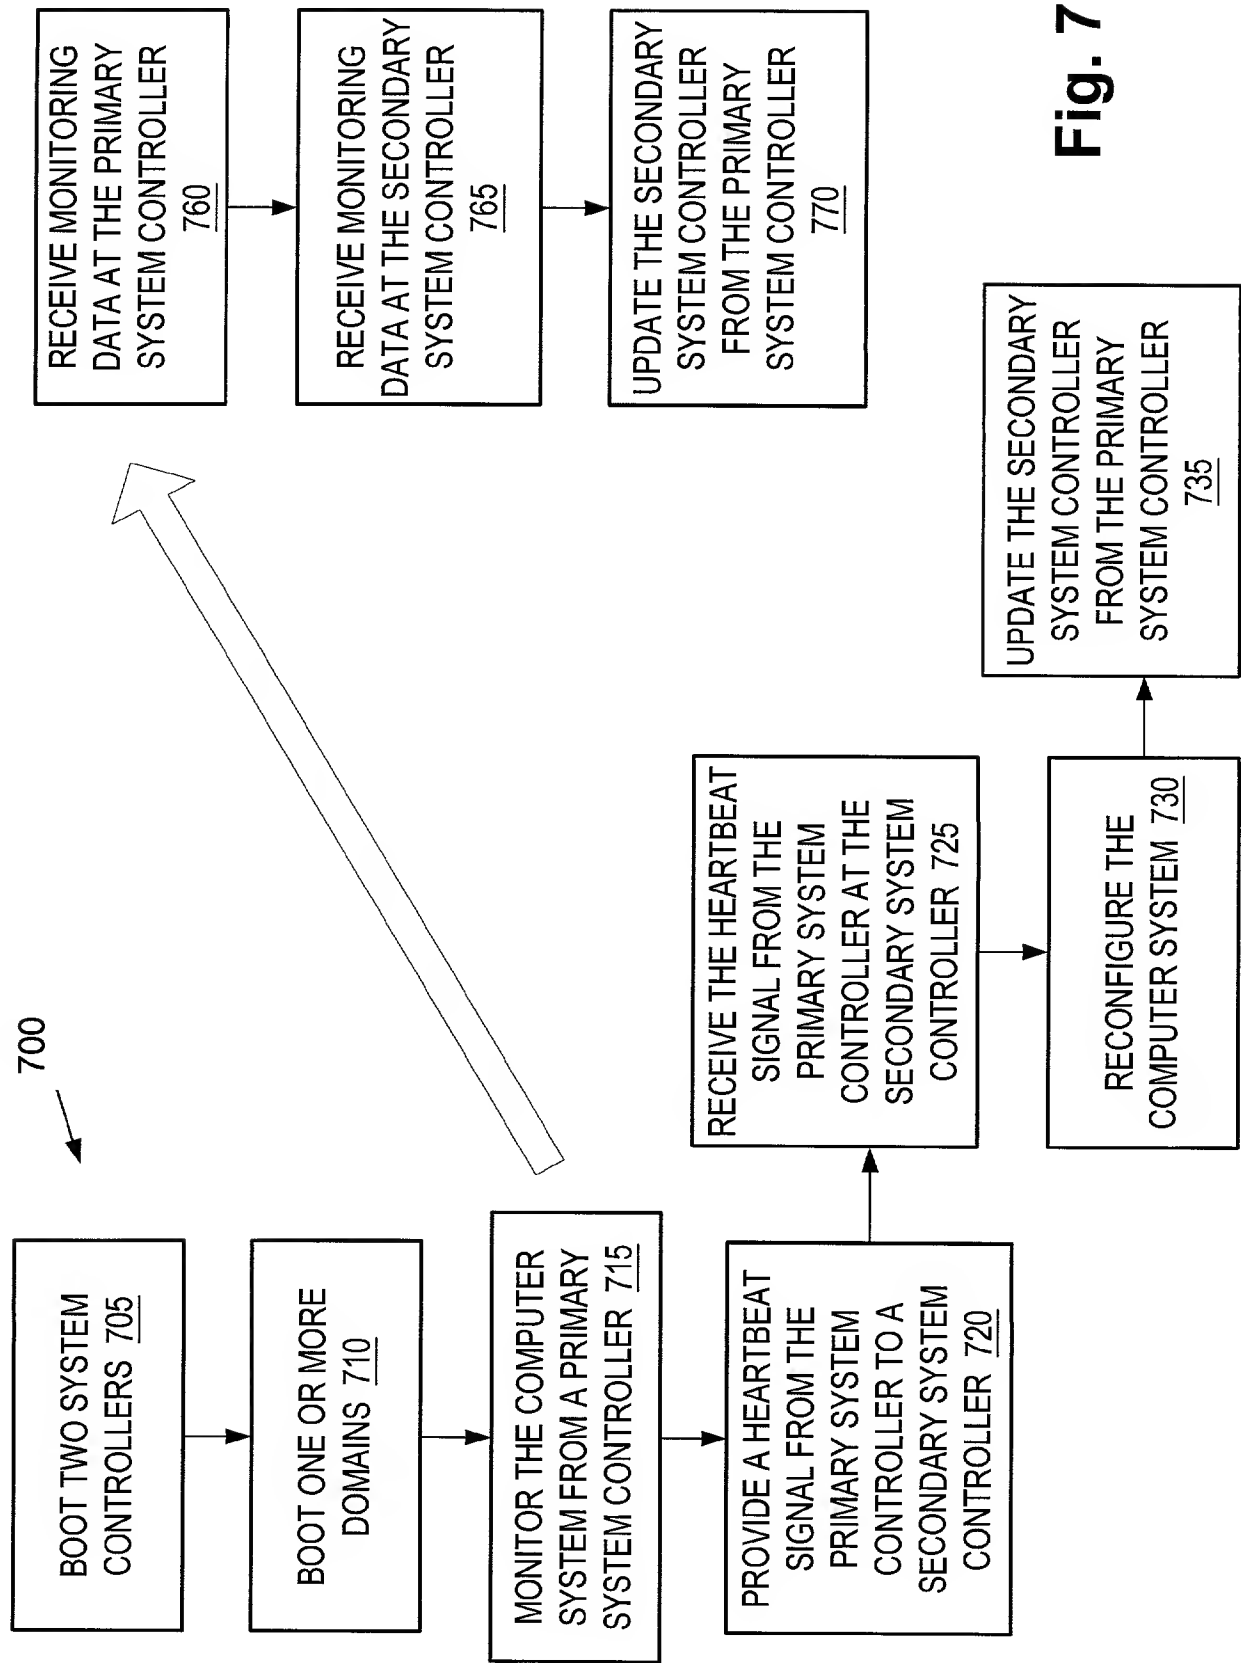 700
BOOT TWO SYSTEM
CONTROLLERS 705
BOOT ONE OR MORE
DOMAINS 710
MONITOR THE COMPUTER
SYSTEM FROM A PRIMARY
SYSTEM CONTROLLER 715
PROVIDE A HEARTBEAT
SIGNAL FROM THE
PRIMARY SYSTEM
CONTROLLER TO A
SECONDARY SYSTEM
CONTROLLER 720
RECEIVE THE HEARTBEAT
SIGNAL FROM THE
PRIMARY SYSTEM
CONTROLLER AT THE
SECONDARY SYSTEM
CONTROLLER 725
RECONFIGURE THE
COMPUTER SYSTEM 730
UPDATE THE SECONDARY
SYSTEM CONTROLLER
FROM THE PRIMARY
SYSTEM CONTROLLER
735
RECEIVE MONITORING
DATA AT THE PRIMARY
SYSTEM CONTROLLER
760
RECEIVE MONITORING
DATA AT THE SECONDARY
SYSTEM CONTROLLER
765
UPDATE THE SECONDARY
SYSTEM CONTROLLER
FROM THE PRIMARY
SYSTEM CONTROLLER
770
Fig. 7